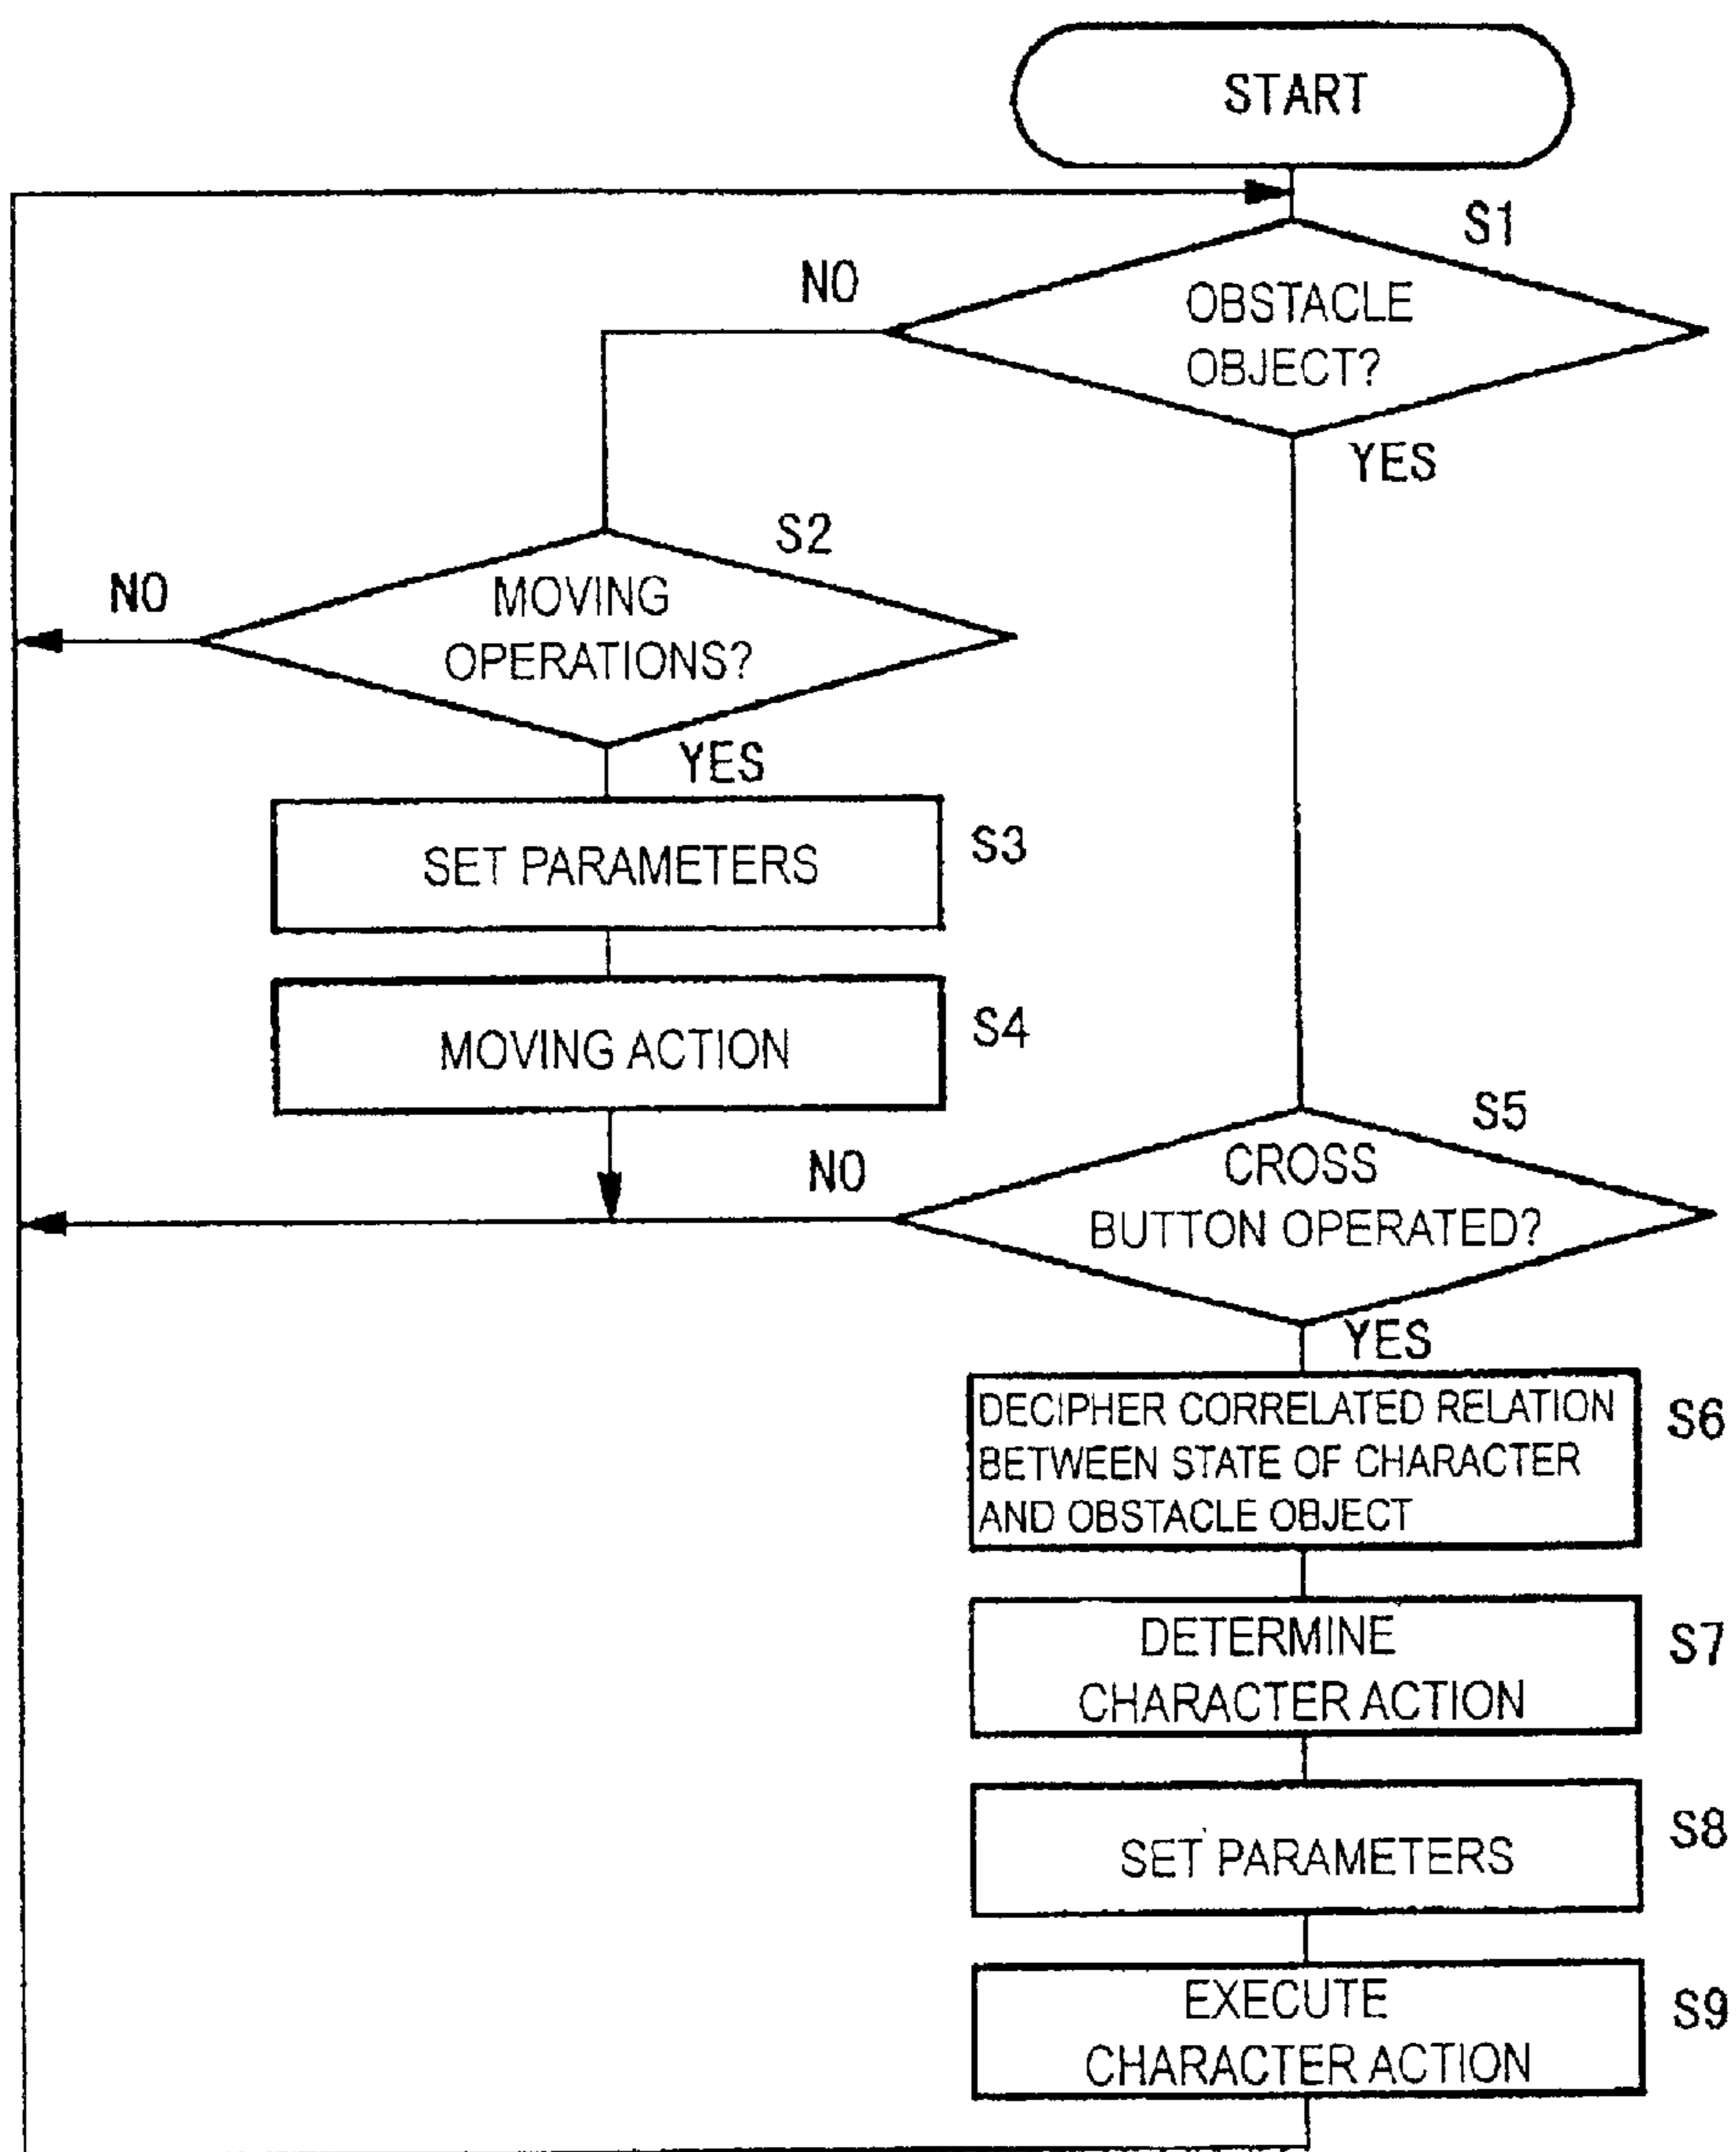 START
S1
NO
OBSTACLE
OBJECT?
YES
S2
NO
MOVING
OPERATIONS?
YES
SET PARAMETERS
S3
MOVING ACTION
S4
S5
NO
CROSS
BUTTON OPERATED?
YES
DECIPHER CORRELATED RELATION
BETWEEN STATE OF CHARACTER
AND OBSTACLE OBJECT
S6
DETERMINE
CHARACTER ACTION
S7
SET PARAMETERS
S8
EXECUTE
CHARACTER ACTION
S9